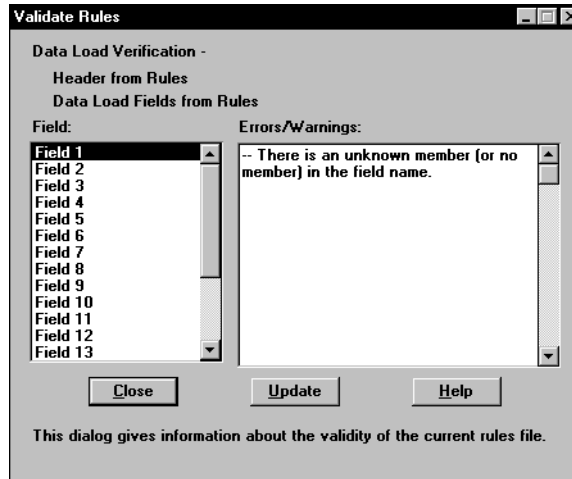 Validate Rules
Data Load Verification -
Header from Rules
Data Load Fields from Rules
Field:
Errors/Warnings:
Field 1
Field 2
Field 3
Field 4
Field 5
Field 6
Field 7
Field 8
Field 9
Field 10
Field 11
Field 12
Field 13
-- There is an unknown member (or no
member) in the field name.
Close
Update
Help
This dialog gives information about the validity of the current rules file.